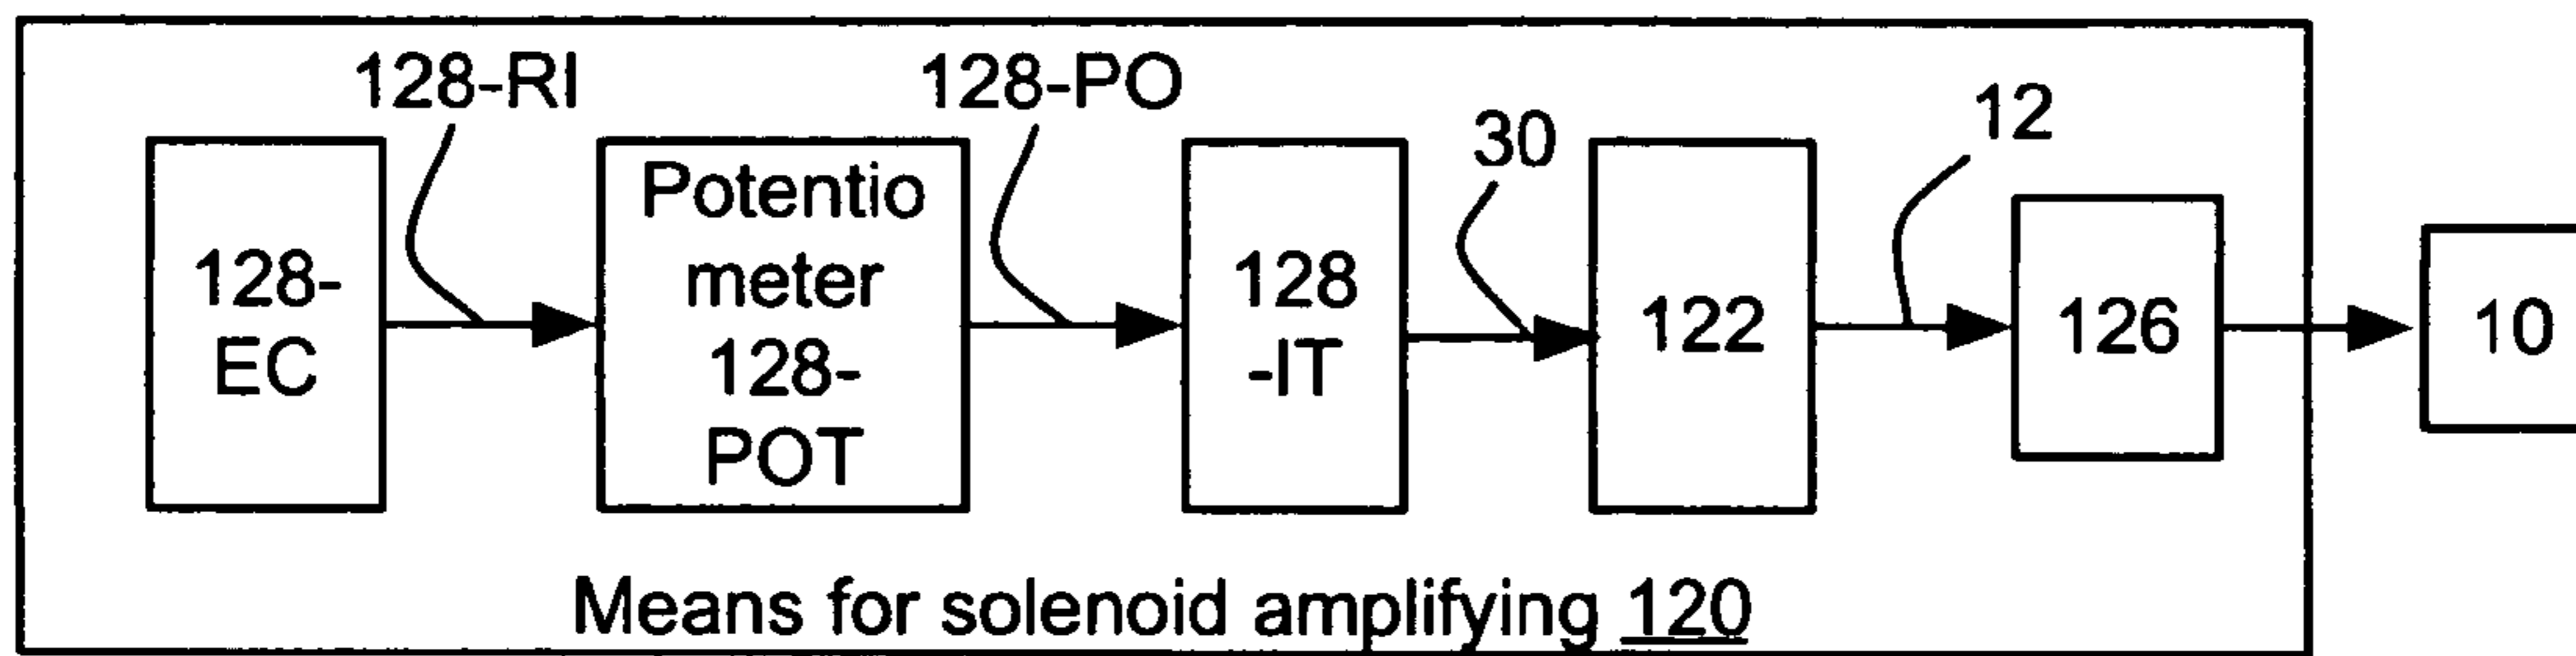 128-RI
128-PO
30
12
128-
EC
Potentio
meter
128-
POT
128
-IT
122
126
10
Means for solenoid amplifying 120